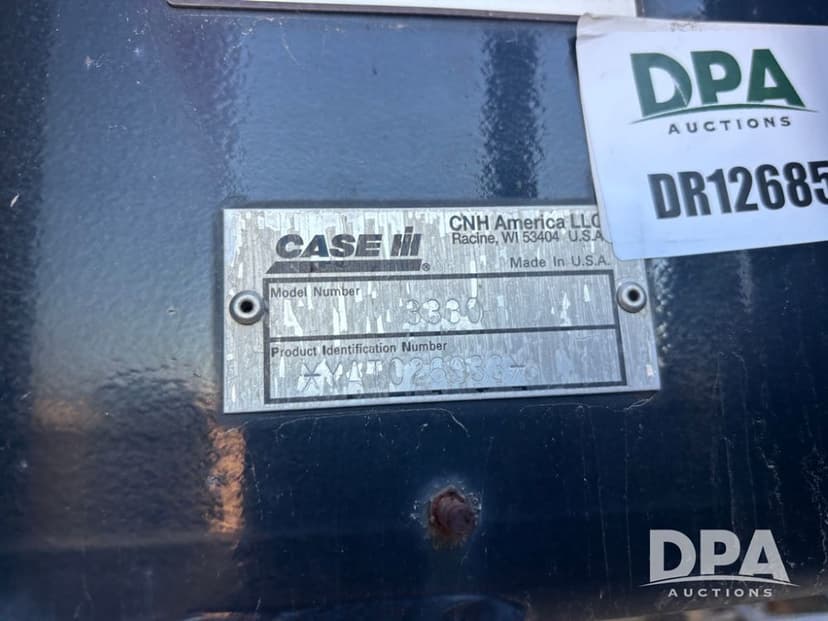 DPA
AUCTIONS
DR12685
CASE IH
®
CNH America LLC
Racine, WI 53404 U.S.A.
Made In U.S.A.
Model Number
Product Identification Number
DPA
AUCTIONS